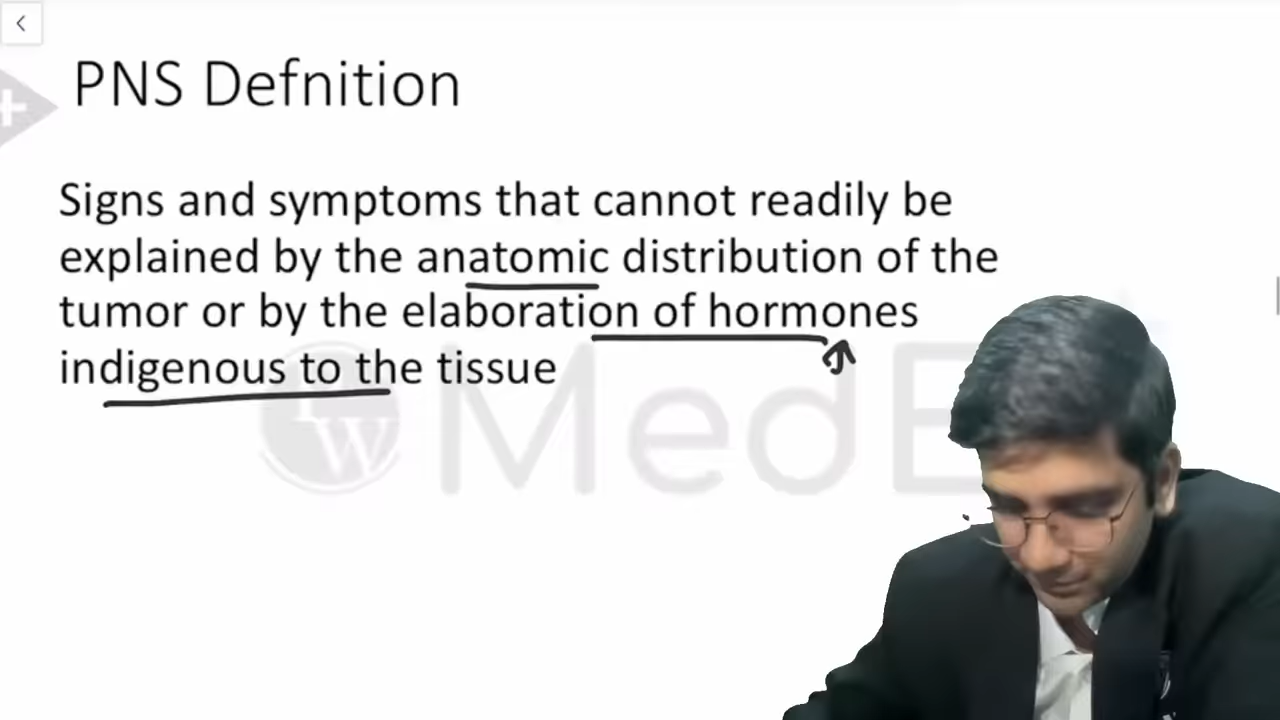 PNS Defnition
Signs and symptoms that cannot readily be
explained by the anatomic distribution of the
tumor or by the elaboration of hormones
indigenous to the tissue
W MedE